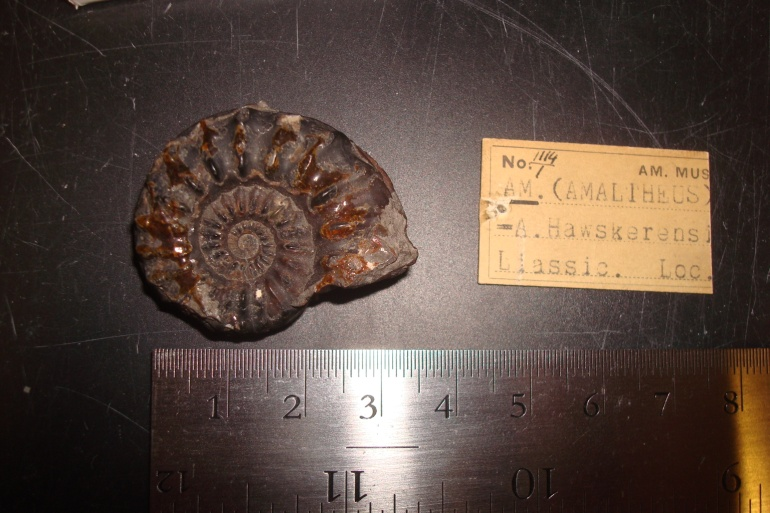 No. 1114/1
AM. MUS
AM. (AMALTHEUS)
=A.Hawskerensi
Liassic. Loc.
1 2 3 4 5 6 7 8
12 11 10 9